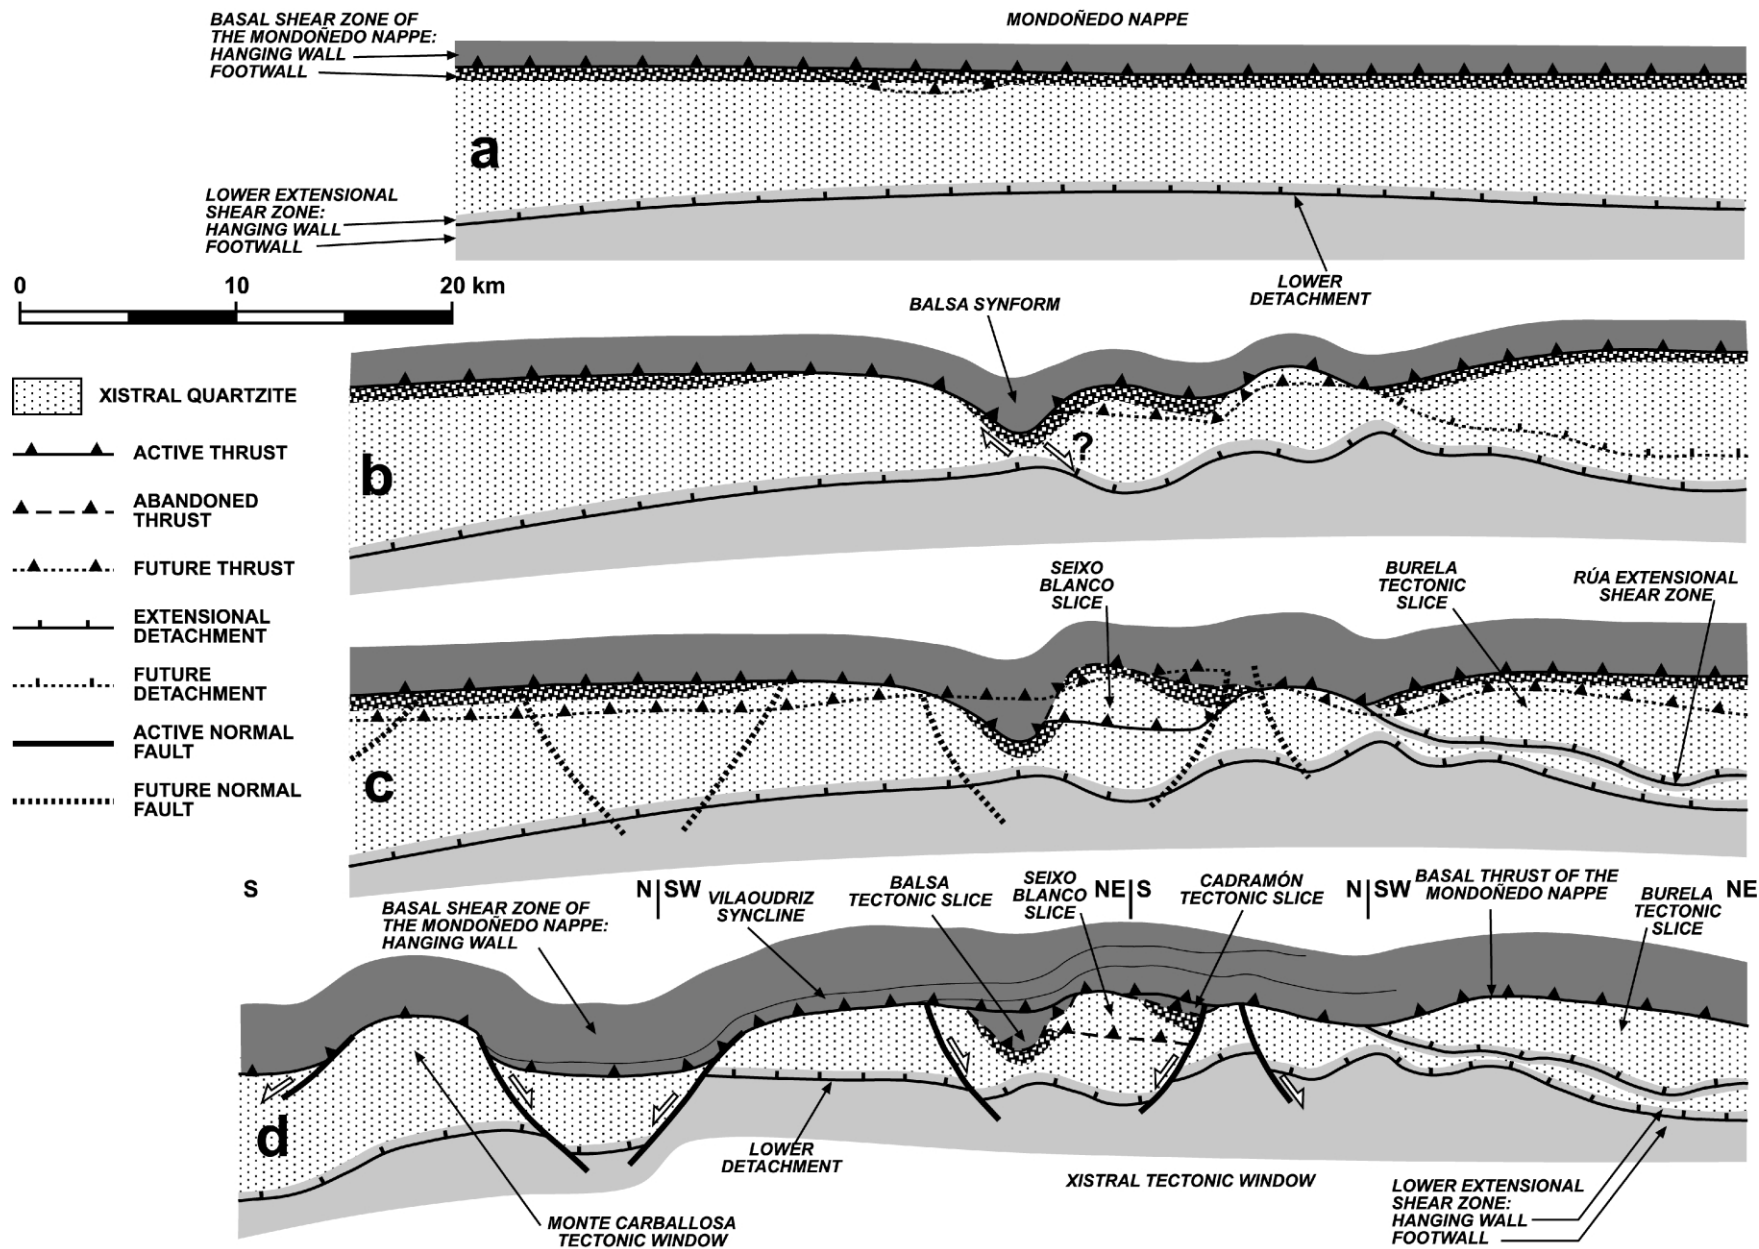 BASAL SHEAR ZONE OF
THE MONDOÑEDO NAPPE:
HANGING WALL
FOOTWALL
MONDOÑEDO NAPPE
a
LOWER EXTENSIONAL
SHEAR ZONE:
HANGING WALL
FOOTWALL
LOWER
DETACHMENT
0 10 20 km
BALSA SYNFORM
XISTRAL QUARTZITE
ACTIVE THRUST
ABANDONED
THRUST
FUTURE THRUST
EXTENSIONAL
DETACHMENT
FUTURE
DETACHMENT
ACTIVE NORMAL
FAULT
FUTURE NORMAL
FAULT
?
b
SEIXO
BLANCO
SLICE
BURELA
TECTONIC
SLICE
RÚA EXTENSIONAL
SHEAR ZONE
c
S
N SW
NE S
N SW
NE
BASAL SHEAR ZONE OF
THE MONDOÑEDO NAPPE:
HANGING WALL
VILAOUDRIZ
SYNCLINE
BALSA
TECTONIC SLICE
SEIXO
BLANCO
SLICE
CADRAMÓN
TECTONIC SLICE
BASAL THRUST OF THE
MONDOÑEDO NAPPE
BURELA
TECTONIC
SLICE
d
LOWER
DETACHMENT
XISTRAL TECTONIC WINDOW
MONTE CARBALLOSA
TECTONIC WINDOW
LOWER EXTENSIONAL
SHEAR ZONE:
HANGING WALL
FOOTWALL